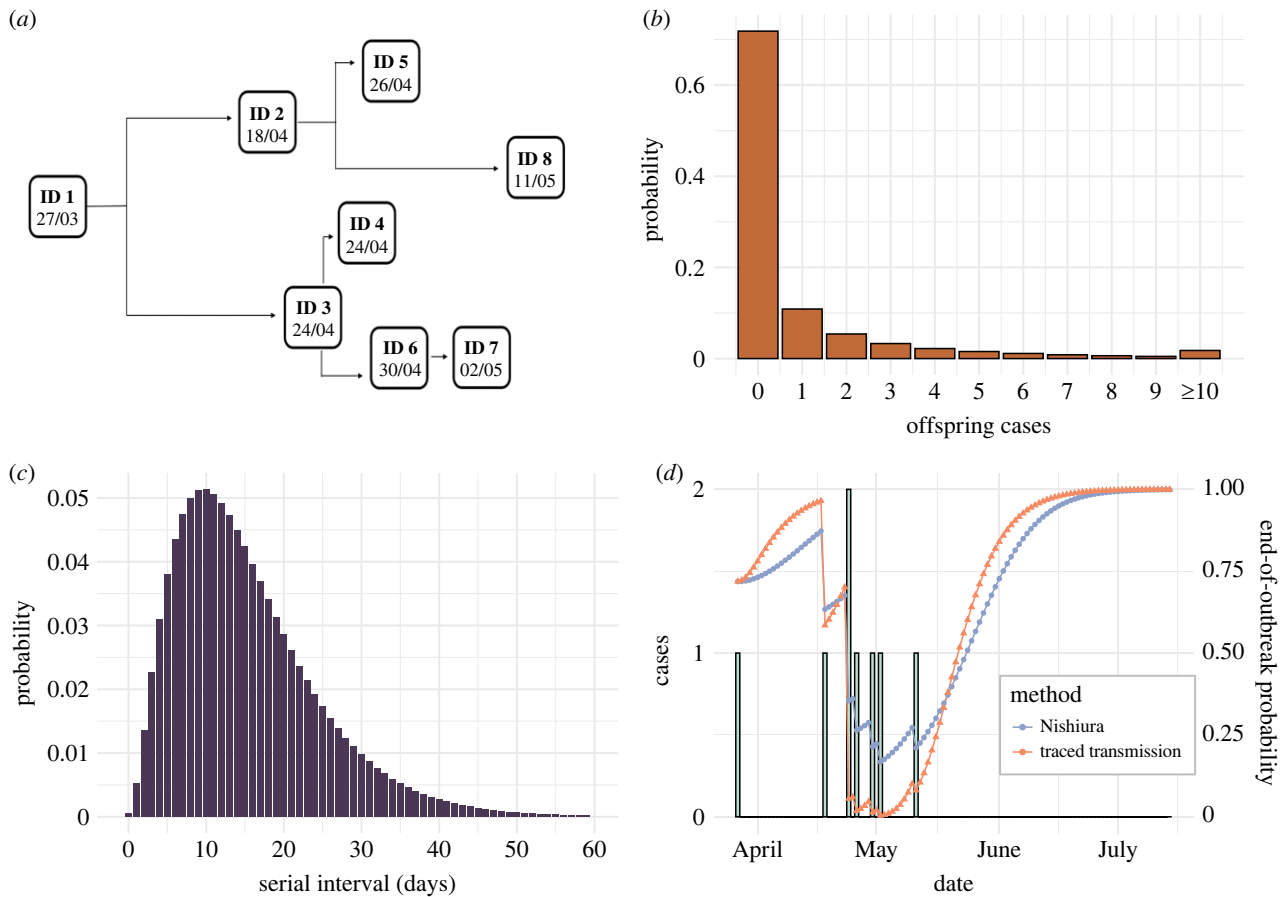 (a)
ID 1
27/03
ID 2
18/04
ID 5
26/04
ID 8
11/05
ID 4
24/04
ID 3
24/04
ID 6
30/04
ID 7
02/05
(b)
probability
0.6
0.4
0.2
0
0 1 2 3 4 5 6 7 8 9 ≥10
offspring cases
(c)
probability
0.05
0.04
0.03
0.02
0.01
0
0 10 20 30 40 50 60
serial interval (days)
(d)
cases
2
1
0
1.00
0.75
0.50
0.25
0
end-of-outbreak probability
method
Nishiura
traced transmission
April May June July
date